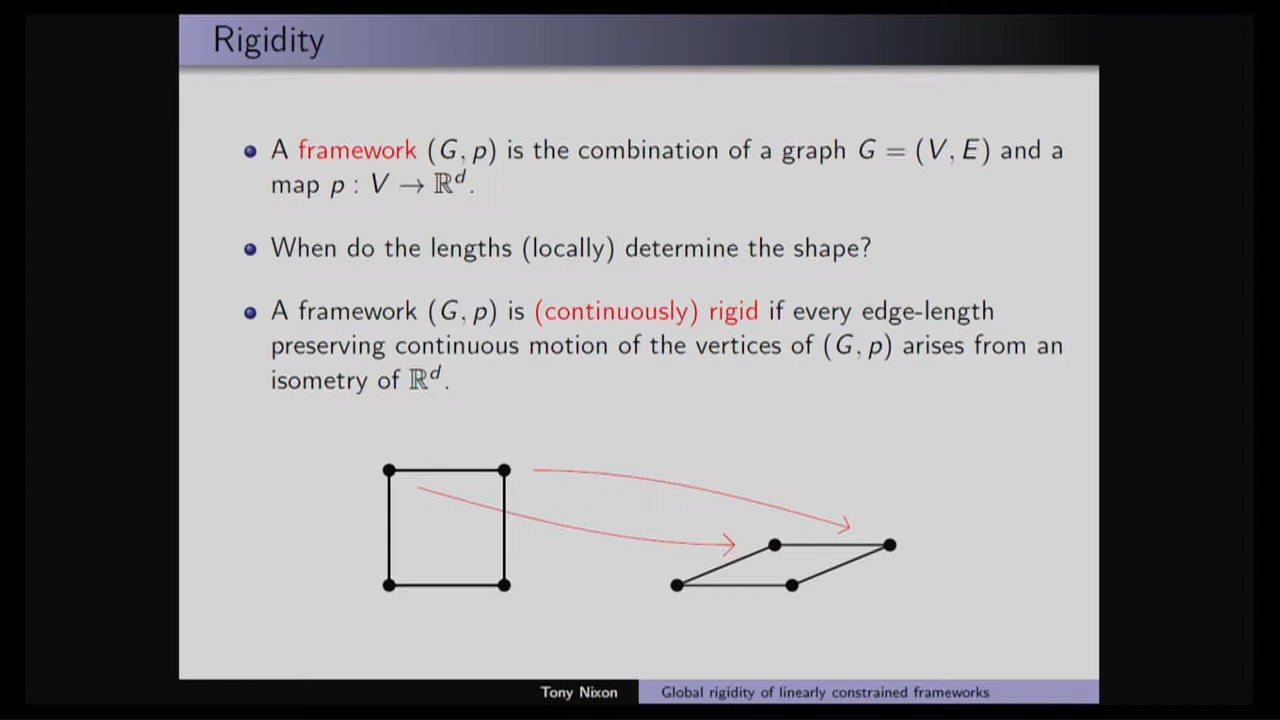 Rigidity
A framework (G, p) is the combination of a graph G = (V, E) and a
map p : V → ℝᵈ.
When do the lengths (locally) determine the shape?
A framework (G, p) is (continuously) rigid if every edge-length
preserving continuous motion of the vertices of (G, p) arises from an
isometry of ℝᵈ.
Tony Nixon
Global rigidity of linearly constrained frameworks